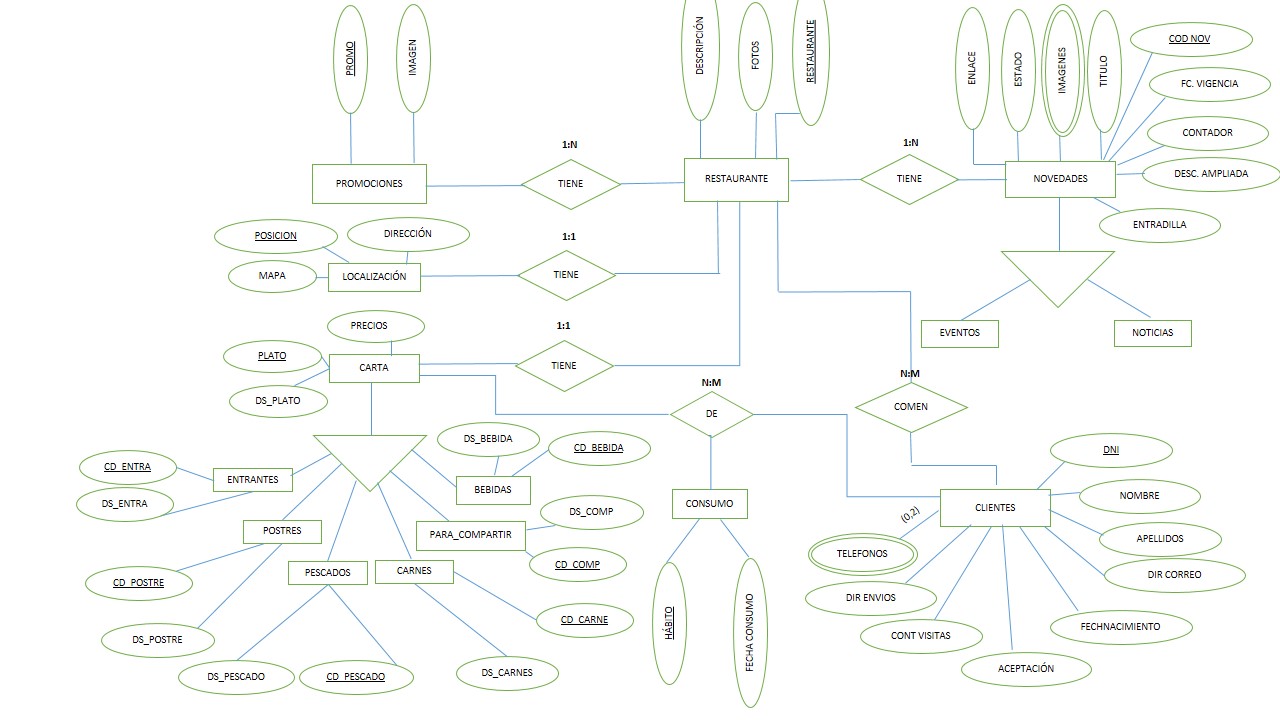 PROMO
IMAGEN
DESCRIPCIÓN
FOTOS
RESTAURANTE
ENLACE
ESTADO
IMAGENES
TITULO
COD NOV
FC. VIGENCIA
CONTADOR
DESC. AMPLIADA
ENTRADILLA
1:N
1:N
PROMOCIONES
TIENE
RESTAURANTE
TIENE
NOVEDADES
POSICION
DIRECCIÓN
1:1
MAPA
LOCALIZACIÓN
TIENE
PRECIOS
1:1
EVENTOS
NOTICIAS
PLATO
CARTA
TIENE
DS_PLATO
N:M
N:M
DE
COMEN
DS_BEBIDA
CD_BEBIDA
DNI
CD_ENTRA
ENTRANTES
BEBIDAS
NOMBRE
DS_ENTRA
CONSUMO
CLIENTES
(0,2)
DS_COMP
POSTRES
PARA_COMPARTIR
APELLIDOS
TELEFONOS
CD_COMP
PESCADOS
CARNES
DIR CORREO
CD_POSTRE
DIR ENVIOS
HÁBITO
FECHA CONSUMO
CD_CARNE
FECHNACIMIENTO
DS_POSTRE
CONT VISITAS
ACEPTACIÓN
DS_PESCADO
CD_PESCADO
DS_CARNES